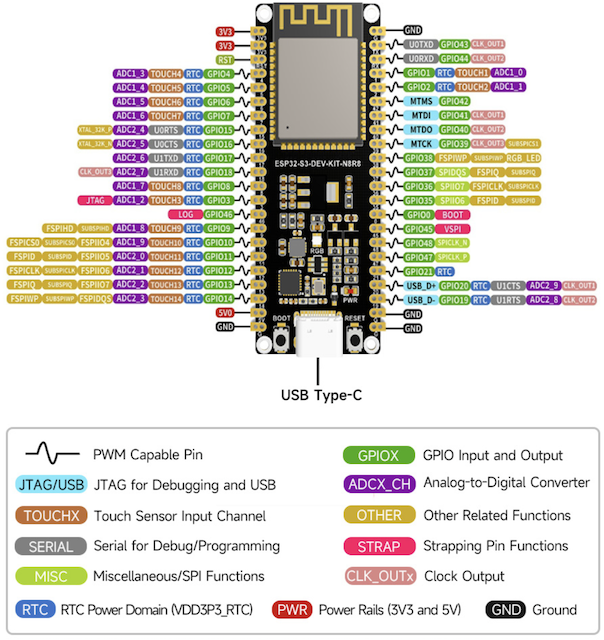 3V3
GND
3V3
U0TXD GPIO43 CLK_OUT1
RST
U0RXD GPIO44 CLK_OUT2
ADC1_3 TOUCH4 RTC GPIO4
GPIO1 RTC TOUCH1 ADC1_0
ADC1_4 TOUCH5 RTC GPIO5
GPIO2 RTC TOUCH2 ADC1_1
ADC1_5 TOUCH6 RTC GPIO6
MTMS GPIO42
ADC1_6 TOUCH7 RTC GPIO7
MTDI GPIO41 CLK_OUT1
XTAL_32K_P ADC2_4 U0RTS RTC GPIO15
MTDO GPIO40 CLK_OUT2
XTAL_32K_N ADC2_5 U0CTS RTC GPIO16
MTCK GPIO39 CLK_OUT3 SUBSPICS1
ADC2_6 U1TXD RTC GPIO17
GPIO38 FSPIWP SUBSPIWP RGB_LED
CLK_OUT3 ADC2_7 U1RXD RTC GPIO18
GPIO37 SPIDQS FSPIQ SUBSPIQ
ADC1_7 TOUCH8 RTC GPIO8
GPIO36 SPIIO7 FSPICLK SUBSPICLK
JTAG ADC1_2 TOUCH3 RTC GPIO3
GPIO35 SPIIO6 FSPID SUBSPID
LOG GPIO46
GPIO0 BOOT
FSPIHD SUBSPIHD ADC1_8 TOUCH9 RTC GPIO9
GPIO45 VSPI
FSPICS0 SUBSPICS0 FSPIIO4 ADC1_9 TOUCH10 RTC GPIO10
GPIO48 SPICLK_N
FSPID SUBSPID FSPIIO5 ADC2_0 TOUCH11 RTC GPIO11
GPIO47 SPICLK_P
FSPICLK SUBSPICLK FSPIIO6 ADC2_1 TOUCH12 RTC GPIO12
GPIO21 RTC
FSPIQ SUBSPIQ FSPIIO7 ADC2_2 TOUCH13 RTC GPIO13
USB_D+ GPIO20 RTC U1CTS ADC2_9 CLK_OUT1
FSPIWP SUBSPIWP FSPIDQS ADC2_3 TOUCH14 RTC GPIO14
USB_D- GPIO19 RTC U1RTS ADC2_8 CLK_OUT2
5V0
GND
GND
GND
ESP32-S3-DEV-KIT-N8R8
RGB
PWR
BOOT
RESET
USB Type-C
PWM Capable Pin
GPIOX GPIO Input and Output
JTAG/USB JTAG for Debugging and USB
ADCX_CH Analog-to-Digital Converter
TOUCHX Touch Sensor Input Channel
OTHER Other Related Functions
SERIAL Serial for Debug/Programming
STRAP Strapping Pin Functions
MISC Miscellaneous/SPI Functions
CLK_OUTx Clock Output
RTC RTC Power Domain (VDD3P3_RTC)
PWR Power Rails (3V3 and 5V)
GND Ground